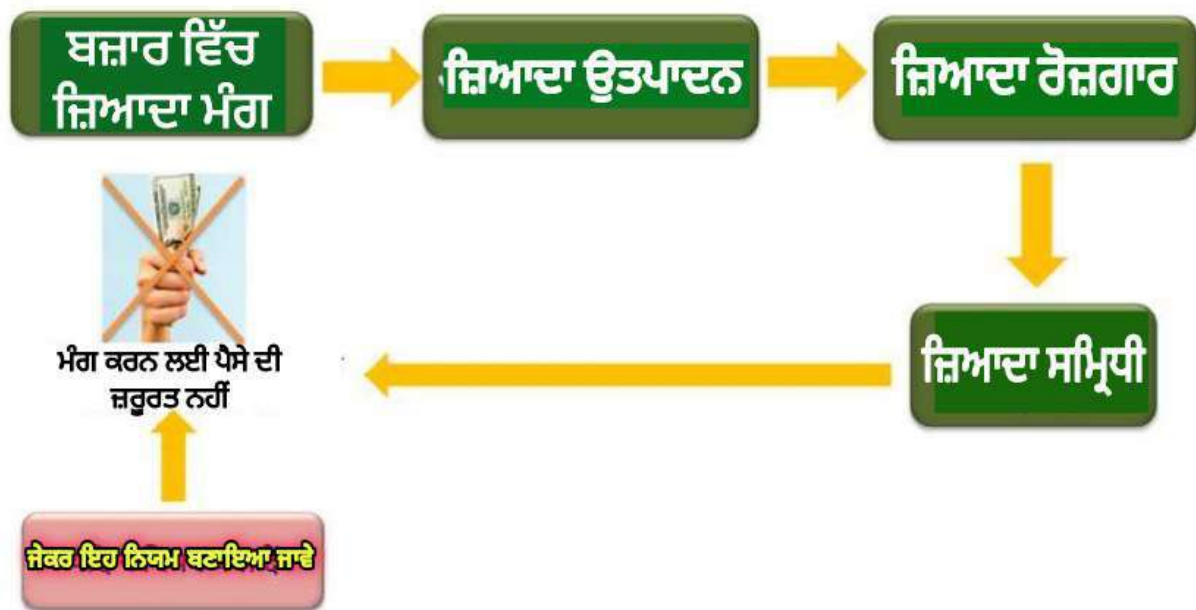 ਬਜ਼ਾਰ ਵਿੱਚ
ਜ਼ਿਆਦਾ ਮੰਗ
ਜ਼ਿਆਦਾ ਉਤਪਾਦਨ
ਜ਼ਿਆਦਾ ਰੋਜ਼ਗਾਰ
ਜ਼ਿਆਦਾ ਸਮ੍ਰਿਧੀ
ਮੰਗ ਕਰਨ ਲਈ ਪੈਸੇ ਦੀ
ਜ਼ਰੂਰਤ ਨਹੀਂ
ਜੇਕਰ ਇਹ ਨਿਯਮ ਬਣਾਇਆ ਜਾਵੇ